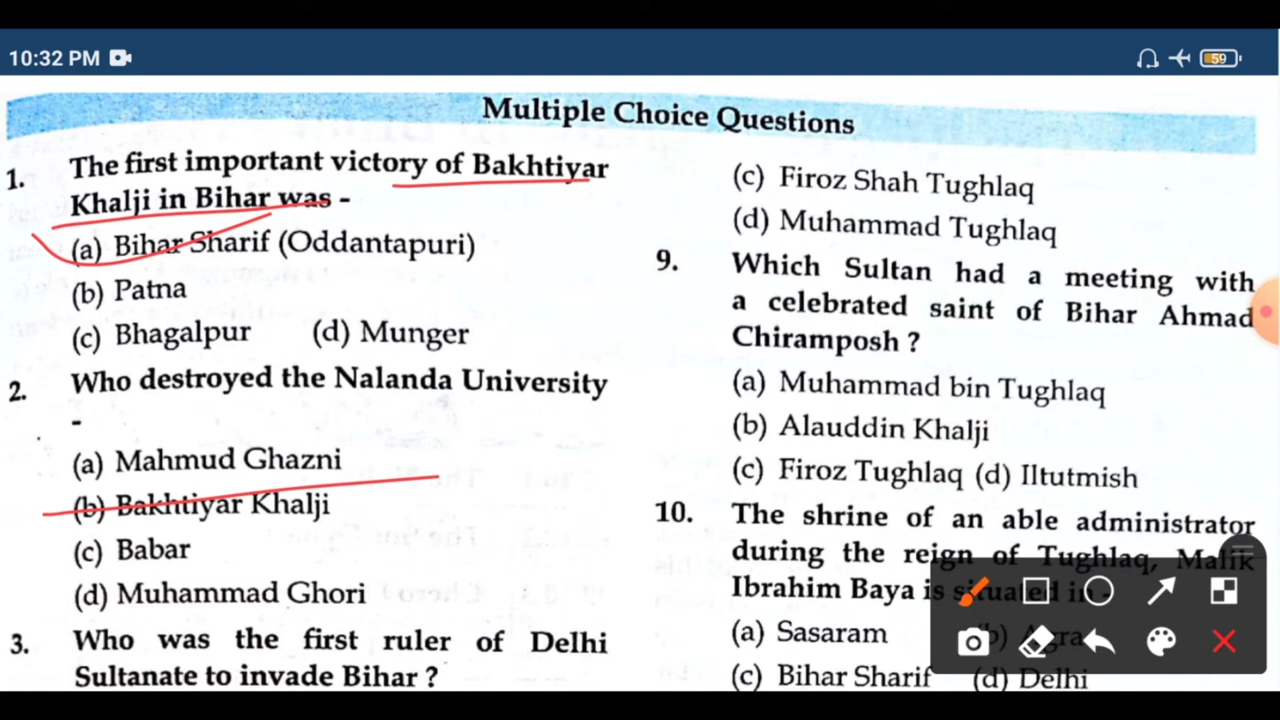 10:32 PM
59
Multiple Choice Questions
1. The first important victory of Bakhtiyar
Khalji in Bihar was -
(a) Bihar Sharif (Oddantapuri)
(b) Patna
(c) Bhagalpur (d) Munger
2. Who destroyed the Nalanda University
-
(a) Mahmud Ghazni
(b) Bakhtiyar Khalji
(c) Babar
(d) Muhammad Ghori
3. Who was the first ruler of Delhi
Sultanate to invade Bihar ?
(c) Firoz Shah Tughlaq
(d) Muhammad Tughlaq
9. Which Sultan had a meeting with
a celebrated saint of Bihar Ahmad
Chiramposh ?
(a) Muhammad bin Tughlaq
(b) Alauddin Khalji
(c) Firoz Tughlaq (d) Iltutmish
10. The shrine of an able administrator
during the reign of Tughlaq, Malik
Ibrahim Baya is situated in
(a) Sasaram (b) Agra
(c) Bihar Sharif (d) Delhi